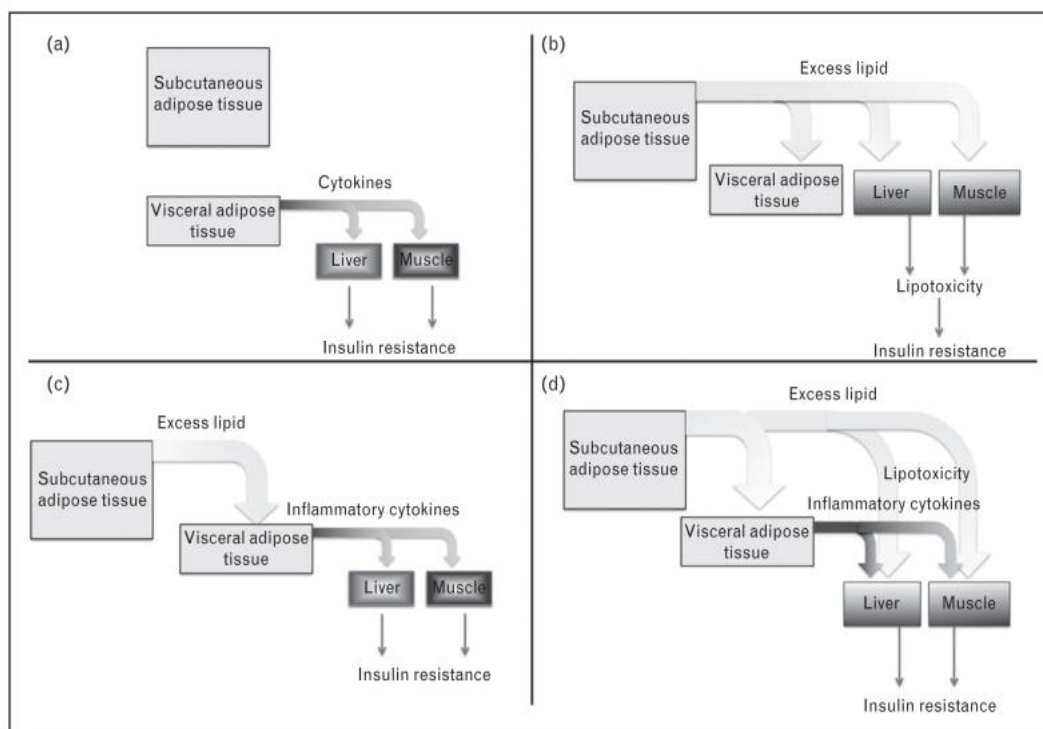 (a)
Subcutaneous
adipose tissue
Cytokines
Visceral adipose
tissue
Liver
Muscle
Insulin resistance
(b)
Excess lipid
Subcutaneous
adipose tissue
Visceral adipose
tissue
Liver
Muscle
Lipotoxicity
Insulin resistance
(c)
Excess lipid
Subcutaneous
adipose tissue
Inflammatory cytokines
Visceral adipose
tissue
Liver
Muscle
Insulin resistance
(d)
Excess lipid
Subcutaneous
adipose tissue
Lipotoxicity
Inflammatory cytokines
Visceral adipose
tissue
Liver
Muscle
Insulin resistance